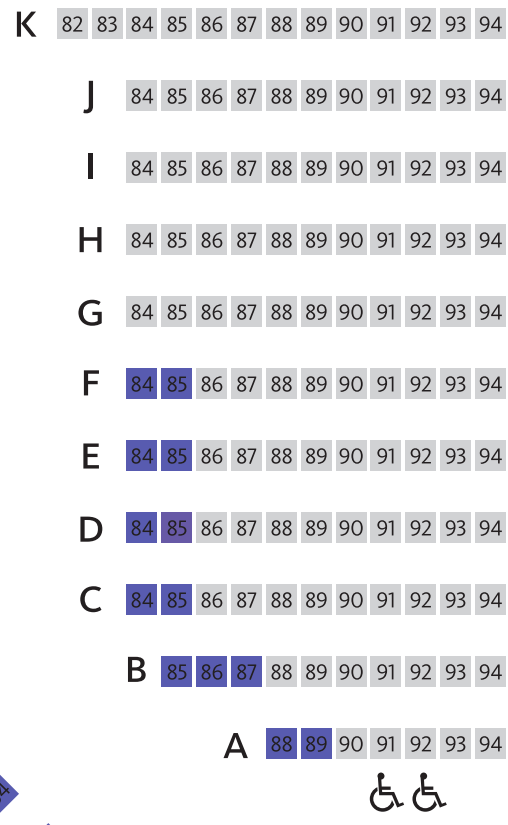 K 82 83 84 85 86 87 88 89 90 91 92 93 94
J 84 85 86 87 88 89 90 91 92 93 94
I 84 85 86 87 88 89 90 91 92 93 94
H 84 85 86 87 88 89 90 91 92 93 94
G 84 85 86 87 88 89 90 91 92 93 94
F 84 85 86 87 88 89 90 91 92 93 94
E 84 85 86 87 88 89 90 91 92 93 94
D 84 85 86 87 88 89 90 91 92 93 94
C 84 85 86 87 88 89 90 91 92 93 94
B 85 86 87 88 89 90 91 92 93 94
A 88 89 90 91 92 93 94